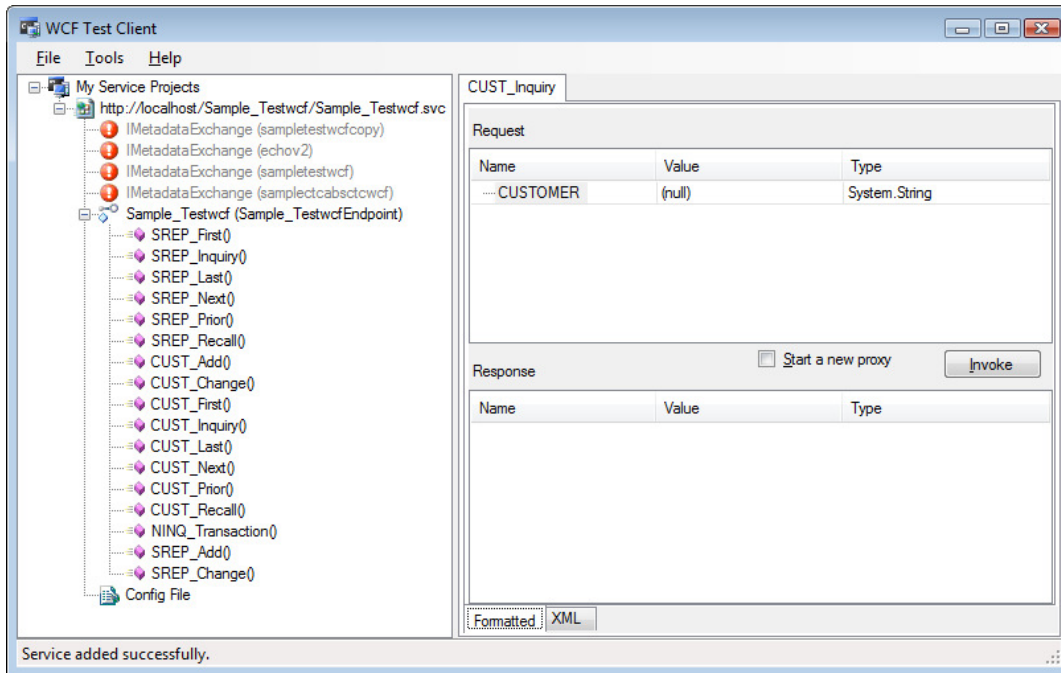 WCF Test Client
File Tools Help
My Service Projects
http://localhost/Sample_Testwcf/Sample_Testwcf.svc
IMetadataExchange (sampletestwcfcopy)
IMetadataExchange (echov2)
IMetadataExchange (sampletestwcf)
IMetadataExchange (samplectcabsctcwcf)
Sample_Testwcf (Sample_TestwcfEndpoint)
SREP_First()
SREP_Inquiry()
SREP_Last()
SREP_Next()
SREP_Prior()
SREP_Recall()
CUST_Add()
CUST_Change()
CUST_First()
CUST_Inquiry()
CUST_Last()
CUST_Next()
CUST_Prior()
CUST_Recall()
NINQ_Transaction()
SREP_Add()
SREP_Change()
Config File
CUST_Inquiry
Request
Name Value Type
CUSTOMER (null) System.String
Start a new proxy Invoke
Response
Name Value Type
Formatted XML
Service added successfully.